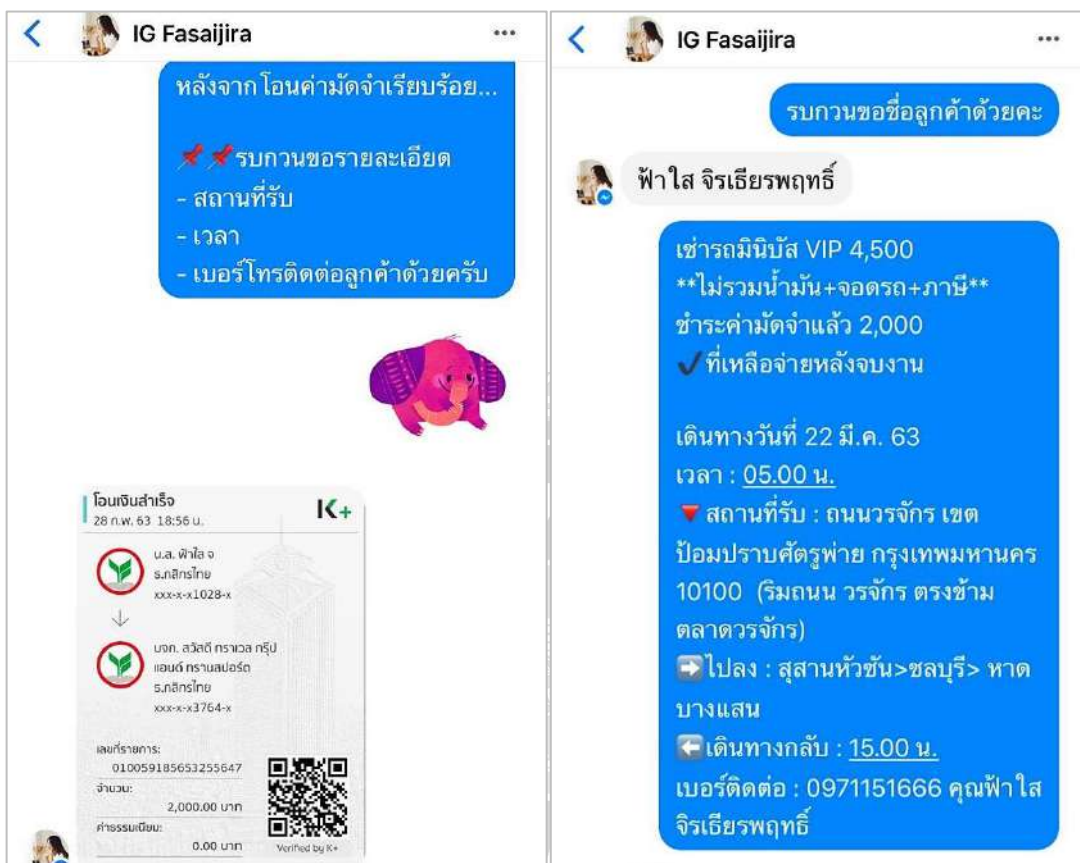 IG Fasaijira
หลังจาก โอนค่ามัดจำเรียบร้อย...
รบกวนขอรายละเอียด
- สถานที่รับ
- เวลา
- เบอร์โทรติดต่อลูกค้าด้วยครับ
โอนเงินสำเร็จ
28 ก.พ. 63 18:56 น.
K+
น.ส. ฟ้าใส จ
ธ.กสิกรไทย
xxx-x-x1028-x
บจก. สวัสดี ทราเวล กรุ๊ป
แอนด์ ทรานสปอร์ต
ธ.กสิกรไทย
xxx-x-x3764-x
เลขที่รายการ:
010059185653255647
จำนวน:
2,000.00 บาท
ค่าธรรมเนียม:
0.00 บาท
Verified by K+
IG Fasaijira
รบกวนขอชื่อลูกค้าด้วยคะ
ฟ้าใส จิรเธียรพฤทธิ์
เช่ารถมินิบัส VIP 4,500
**ไม่รวมน้ำมัน+จอดรถ+ภาษี**
ชำระค่ามัดจำแล้ว 2,000
✔ที่เหลือจ่ายหลังจบงาน
เดินทางวันที่ 22 มี.ค. 63
เวลา : 05.00 น.
สถานที่รับ : ถนนวรจักร เขต
ป้อมปราบศัตรูพ่าย กรุงเทพมหานคร
10100 (ริมถนน วรจักร ตรงข้าม
ตลาดวรจักร)
ไปลง : สุสานหัวชัน>ชลบุรี> หาด
บางแสน
เดินทางกลับ : 15.00 น.
เบอร์ติดต่อ : 0971151666 คุณฟ้าใส
จิรเธียรพฤทธิ์